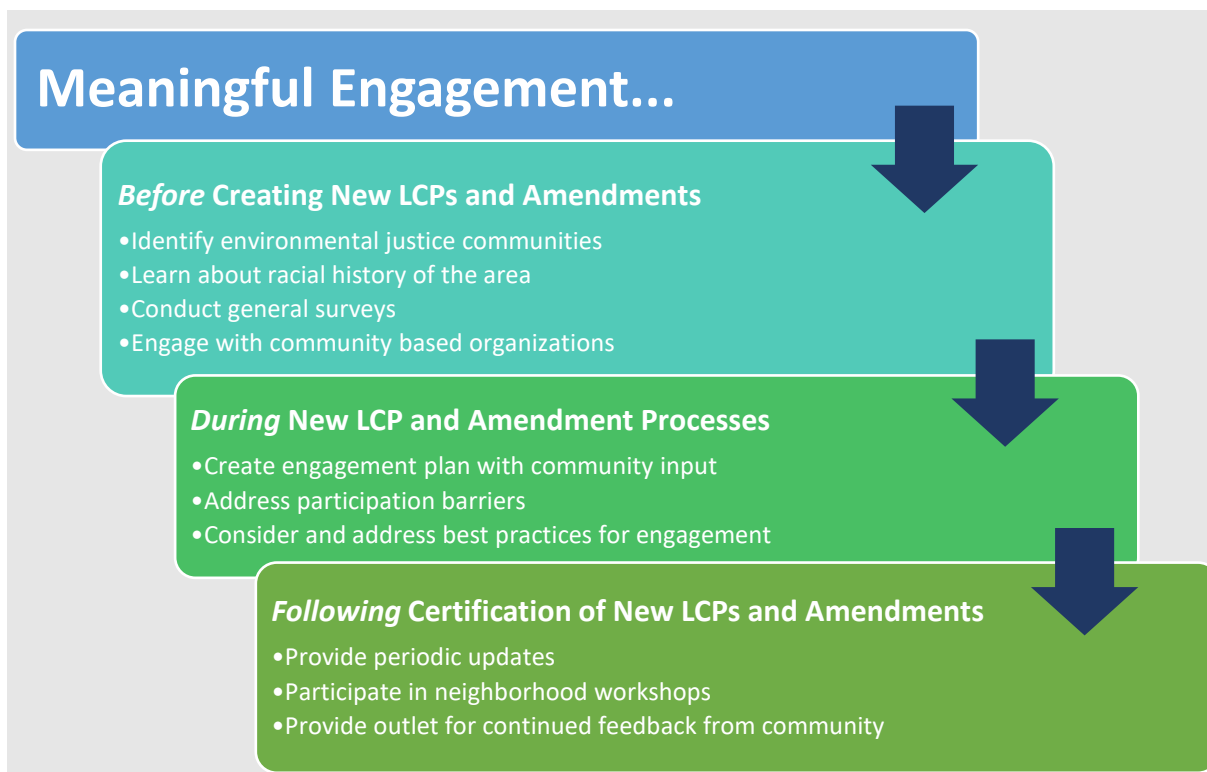 Meaningful Engagement...
Before Creating New LCPs and Amendments
•Identify environmental justice communities
•Learn about racial history of the area
•Conduct general surveys
•Engage with community based organizations
During New LCP and Amendment Processes
•Create engagement plan with community input
•Address participation barriers
•Consider and address best practices for engagement
Following Certification of New LCPs and Amendments
•Provide periodic updates
•Participate in neighborhood workshops
•Provide outlet for continued feedback from community